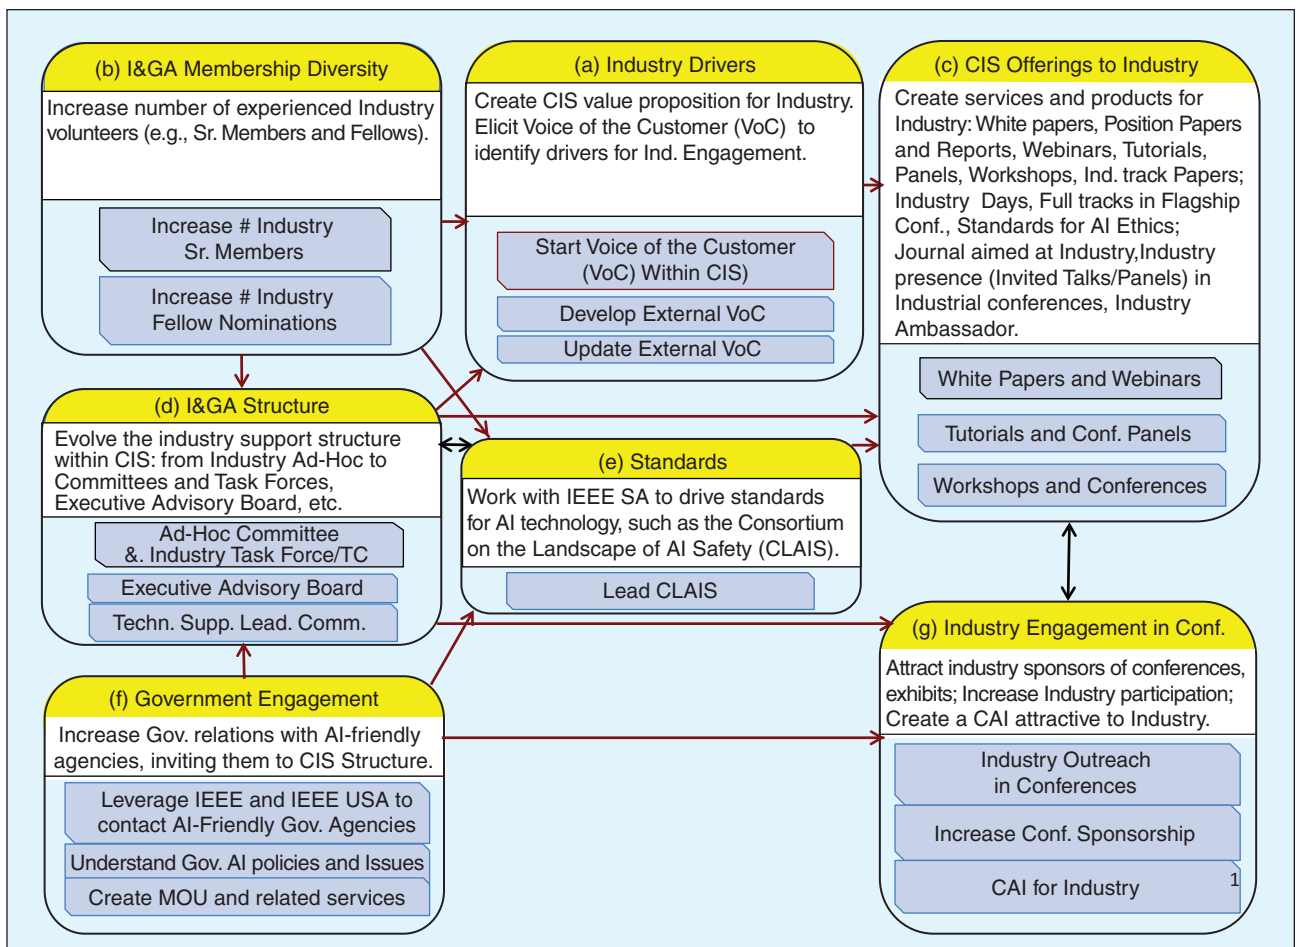 (b) I&GA Membership Diversity
Increase number of experienced Industry
volunteers (e.g., Sr. Members and Fellows).
Increase # Industry
Sr. Members
Increase # Industry
Fellow Nominations
(a) Industry Drivers
Create CIS value proposition for Industry.
Elicit Voice of the Customer (VoC) to
identify drivers for Ind. Engagement.
Start Voice of the Customer
(VoC) Within CIS)
Develop External VoC
Update External VoC
(c) CIS Offerings to Industry
Create services and products for
Industry: White papers, Position Papers
and Reports, Webinars, Tutorials,
Panels, Workshops, Ind. track Papers;
Industry Days, Full tracks in Flagship
Conf., Standards for AI Ethics;
Journal aimed at Industry,Industry
presence (Invited Talks/Panels) in
Industrial conferences, Industry
Ambassador.
White Papers and Webinars
Tutorials and Conf. Panels
Workshops and Conferences
(d) I&GA Structure
Evolve the industry support structure
within CIS: from Industry Ad-Hoc to
Committees and Task Forces,
Executive Advisory Board, etc.
Ad-Hoc Committee
&. Industry Task Force/TC
Executive Advisory Board
Techn. Supp. Lead. Comm.
(e) Standards
Work with IEEE SA to drive standards
for AI technology, such as the Consortium
on the Landscape of AI Safety (CLAIS).
Lead CLAIS
(f) Government Engagement
Increase Gov. relations with AI-friendly
agencies, inviting them to CIS Structure.
Leverage IEEE and IEEE USA to
contact AI-Friendly Gov. Agencies
Understand Gov. AI policies and Issues
Create MOU and related services
(g) Industry Engagement in Conf.
Attract industry sponsors of conferences,
exhibits; Increase Industry participation;
Create a CAI attractive to Industry.
Industry Outreach
in Conferences
Increase Conf. Sponsorship
CAI for Industry 1